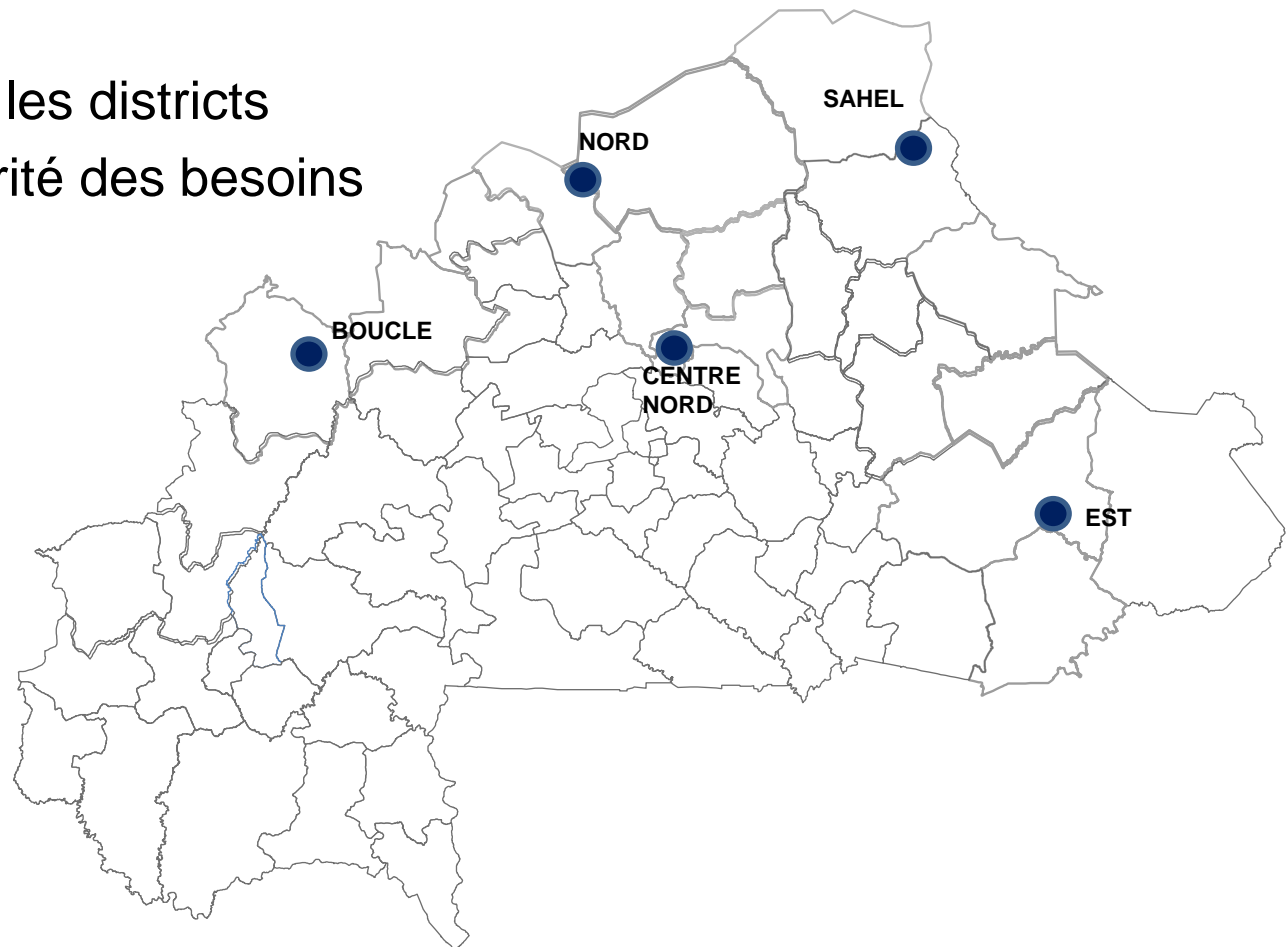 les districts
rité des besoins
SAHEL
NORD
BOUCLE
CENTRE
NORD
EST